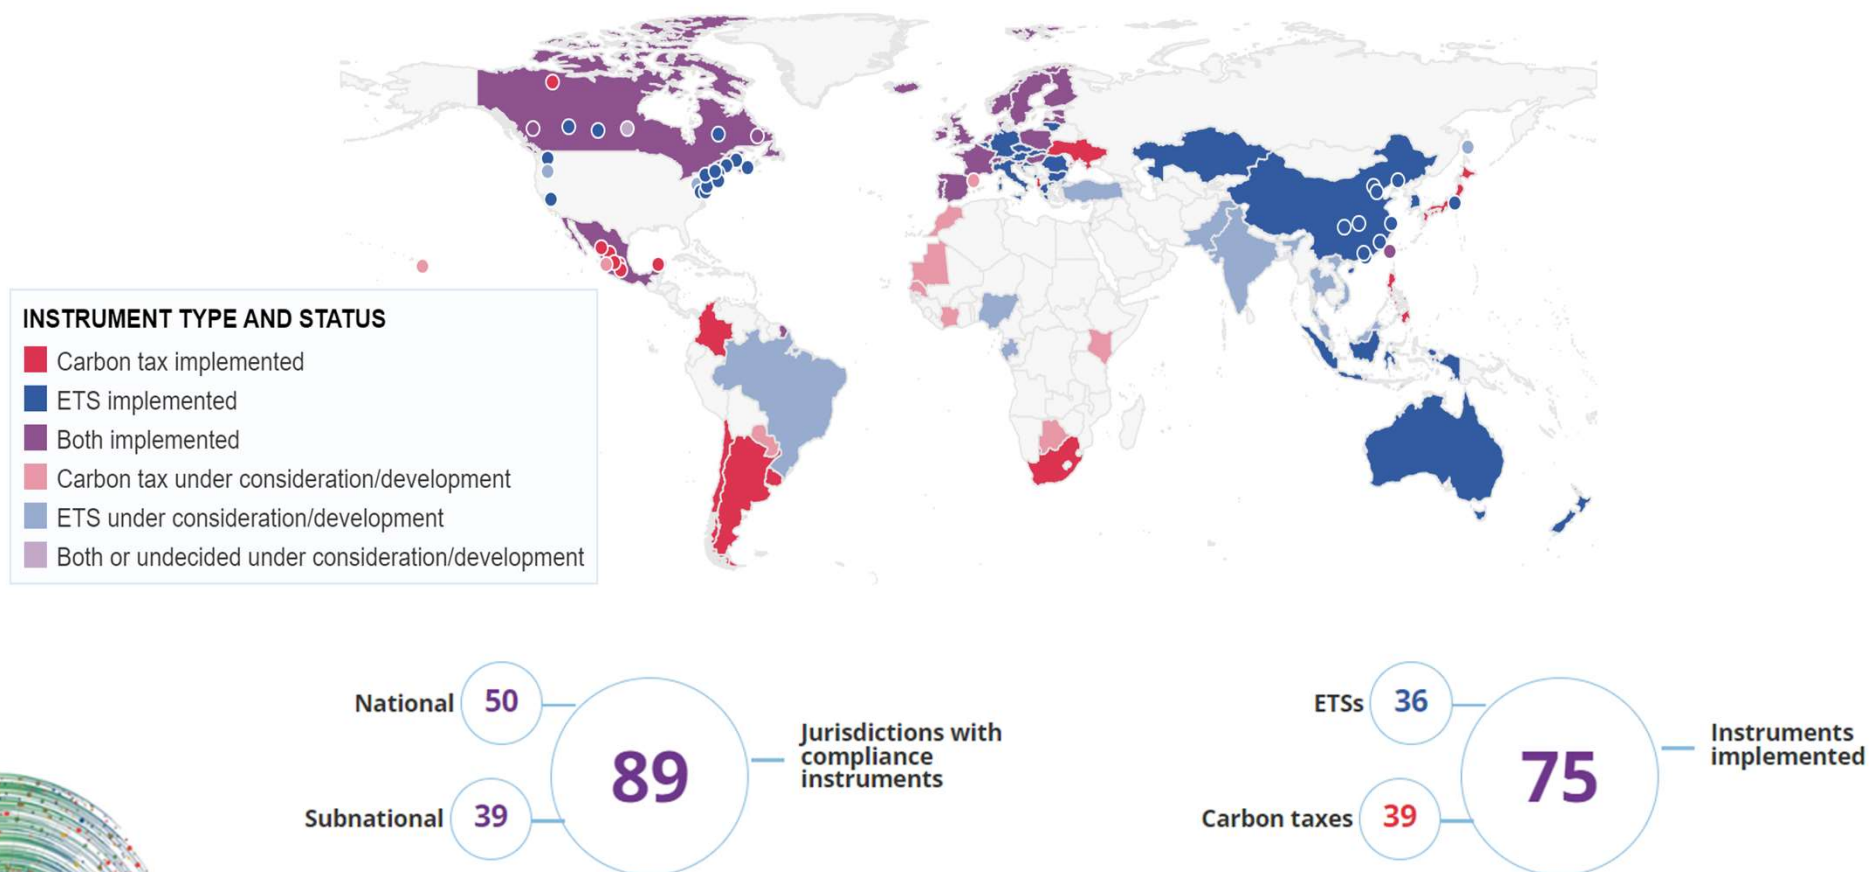 INSTRUMENT TYPE AND STATUS
Carbon tax implemented
ETS implemented
Both implemented
Carbon tax under consideration/development
ETS under consideration/development
Both or undecided under consideration/development
National
50
Subnational
39
89
Jurisdictions with
compliance
instruments
ETSs
36
Carbon taxes
39
75
Instruments
implemented